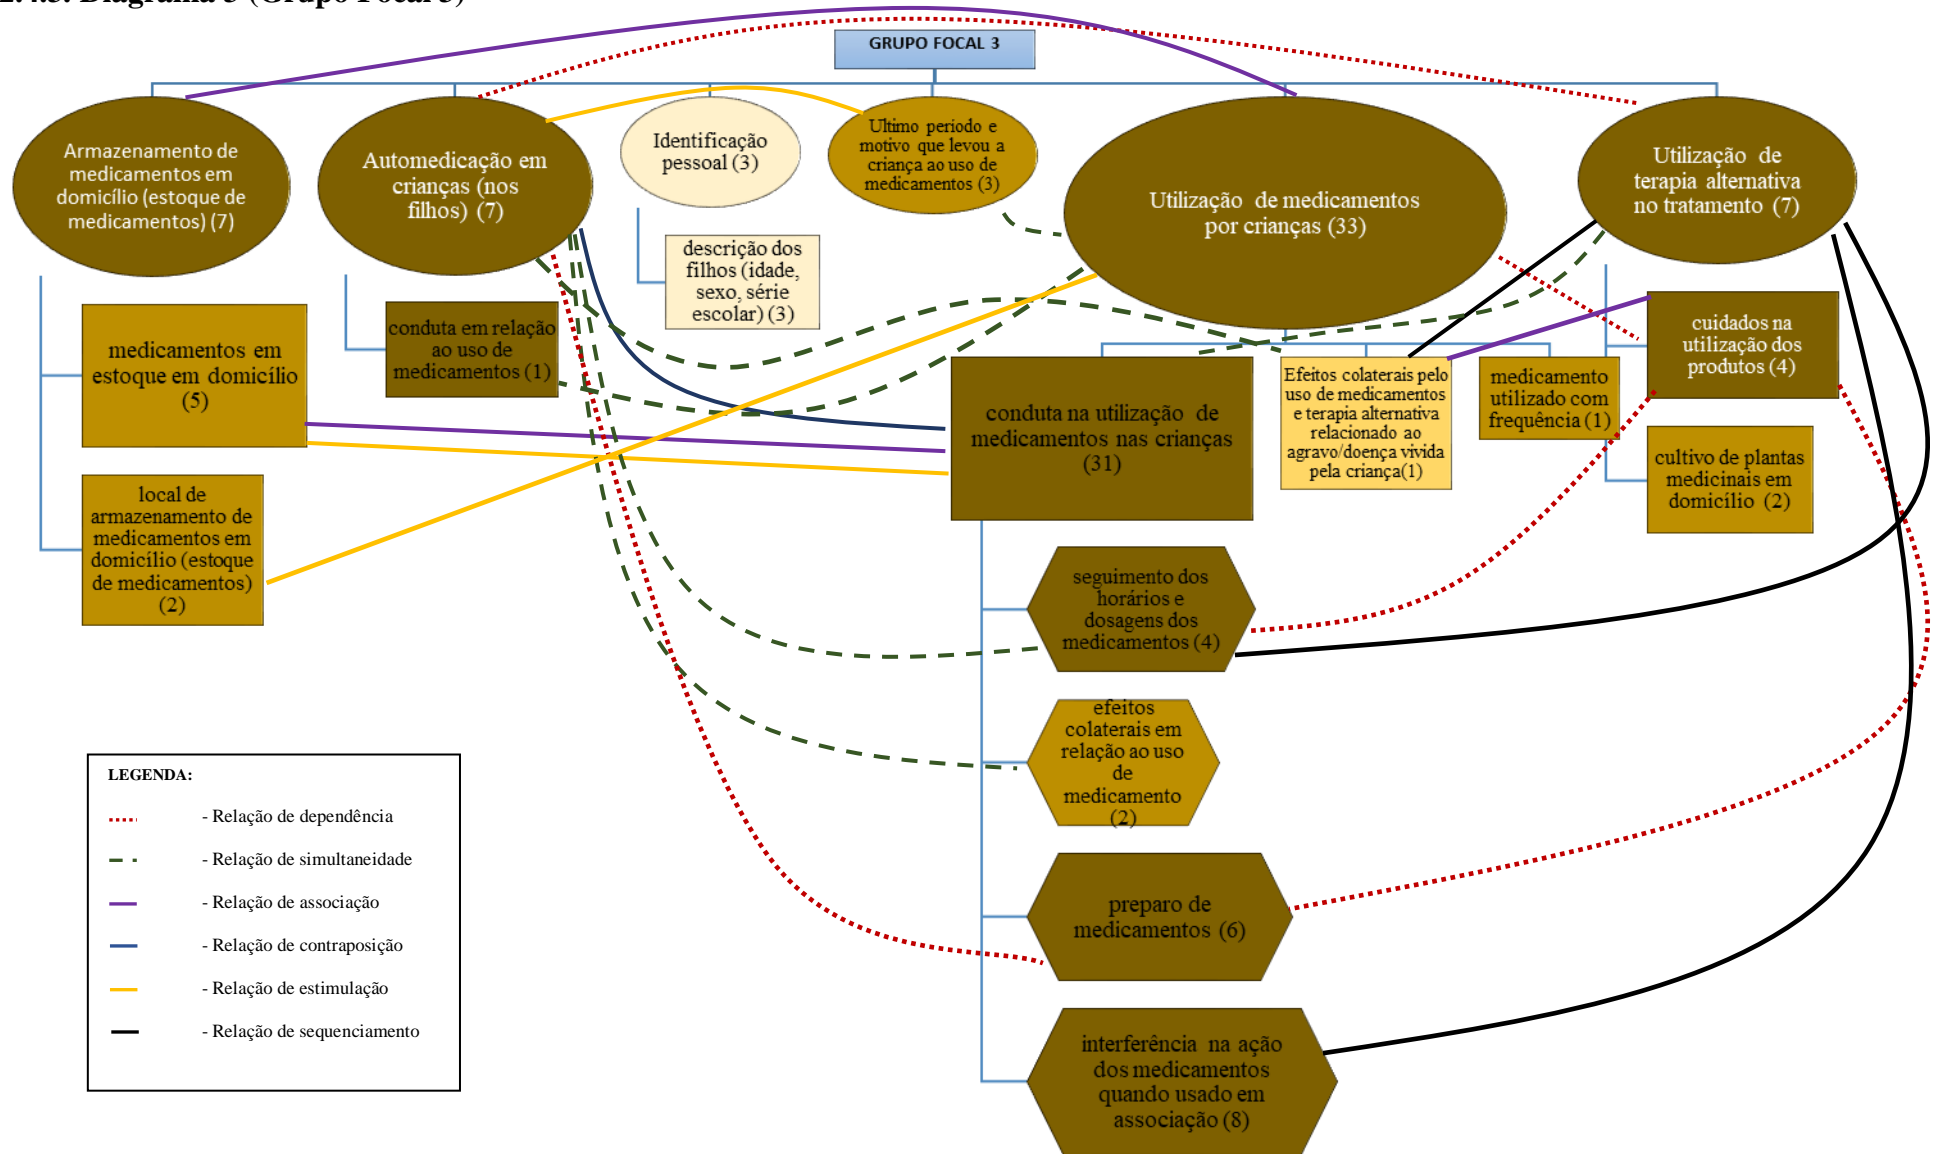 GRUPO FOCAL 3
Armazenamento de
medicamentos em
domicílio (estoque de
medicamentos) (7)
Automedicação em
crianças (nos
filhos) (7)
Identificação
pessoal (3)
Ultimo periodo e
motivo que levou a
criança ao uso de
medicamentos (3)
Utilização de medicamentos
por crianças (33)
Utilização de
terapia alternativa
no tratamento (7)
medicamentos em
estoque em domicílio
(5)
local de
armazenamento de
medicamentos em
domicílio (estoque
de medicamentos)
(2)
conduta em relação
ao uso de
medicamentos (1)
descrição dos
filhos (idade,
sexo, série
escolar) (3)
conduta na utilização de
medicamentos nas crianças
(31)
Efeitos colaterais pelo
uso de medicamentos
e terapia alternativa
relacionado ao
agravo/doença vivida
pela criança(1)
medicamento
utilizado com
frequência (1)
cuidados na
utilização dos
produtos (4)
cultivo de plantas
medicinais em
domicílio (2)
seguimento dos
horários e
dosagens dos
medicamentos (4)
efeitos
colaterais em
relação ao uso
de
medicamento
(2)
preparo de
medicamentos (6)
interferência na ação
dos medicamentos
quando usado em
associação (8)
LEGENDA:
- Relação de dependência
- Relação de simultaneidade
- Relação de associação
- Relação de contraposição
- Relação de estimulação
- Relação de sequenciamento